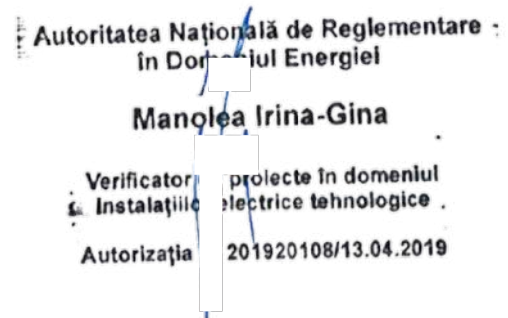 Autoritatea Națională de Reglementare
în Energiei
Manolea Irina-Gina
Verificator proiecte în domeniul
electrice tehnologice
Autorizația 201920108/13.04.2019